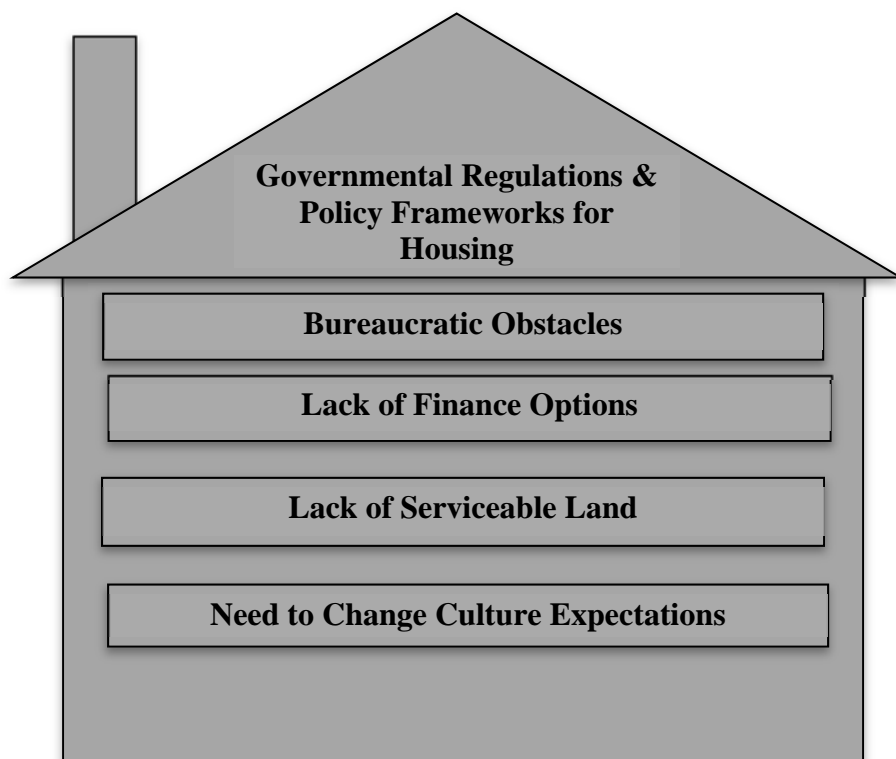 Governmental Regulations &
Policy Frameworks for
Housing
Bureaucratic Obstacles
Lack of Finance Options
Lack of Serviceable Land
Need to Change Culture Expectations